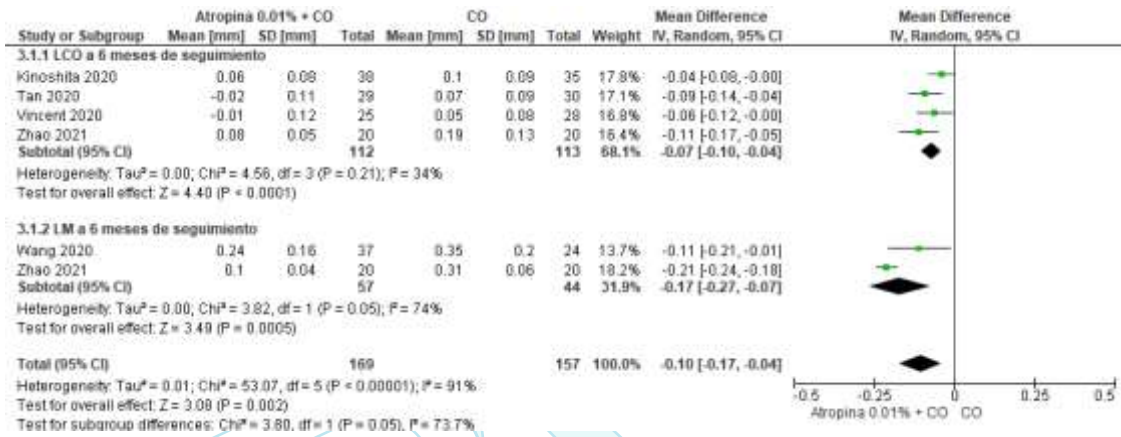 Atropina 0.01% + CO CO Mean Difference Mean Difference
Study or Subgroup Mean [mm] SD [mm] Total Mean [mm] SD [mm] Total Weight IV, Random, 95% CI IV, Random, 95% CI
3.1.1 LCO a 6 meses de seguimiento
Kinoshita 2020 0.06 0.08 38 0.1 0.09 35 17.8% -0.04 [-0.08, -0.00]
Tan 2020 -0.02 0.11 29 0.07 0.09 30 17.1% -0.09 [-0.14, -0.04]
Vincent 2020 -0.01 0.12 25 0.05 0.08 28 16.8% -0.06 [-0.12, -0.00]
Zhao 2021 0.08 0.05 20 0.19 0.13 20 16.4% -0.11 [-0.17, -0.05]
Subtotal (95% CI) 112 113 68.1% -0.07 [-0.10, -0.04]
Heterogeneity: Tau² = 0.00; Chi² = 4.56, df = 3 (P = 0.21); I² = 34%
Test for overall effect: Z = 4.40 (P < 0.0001)
3.1.2 LM a 6 meses de seguimiento
Wang 2020 0.24 0.16 37 0.35 0.2 24 13.7% -0.11 [-0.21, -0.01]
Zhao 2021 0.1 0.04 20 0.31 0.06 20 18.2% -0.21 [-0.24, -0.18]
Subtotal (95% CI) 57 44 31.9% -0.17 [-0.27, -0.07]
Heterogeneity: Tau² = 0.00; Chi² = 3.82, df = 1 (P = 0.05); I² = 74%
Test for overall effect: Z = 3.49 (P = 0.0005)
Total (95% CI) 169 157 100.0% -0.10 [-0.17, -0.04]
Heterogeneity: Tau² = 0.01; Chi² = 53.07, df = 5 (P < 0.00001); I² = 91%
Test for overall effect: Z = 3.08 (P = 0.002)
Test for subgroup differences: Chi² = 3.80, df = 1 (P = 0.05), I² = 73.7%
-0.5 -0.25 0 0.25 0.5
Atropina 0.01% + CO CO